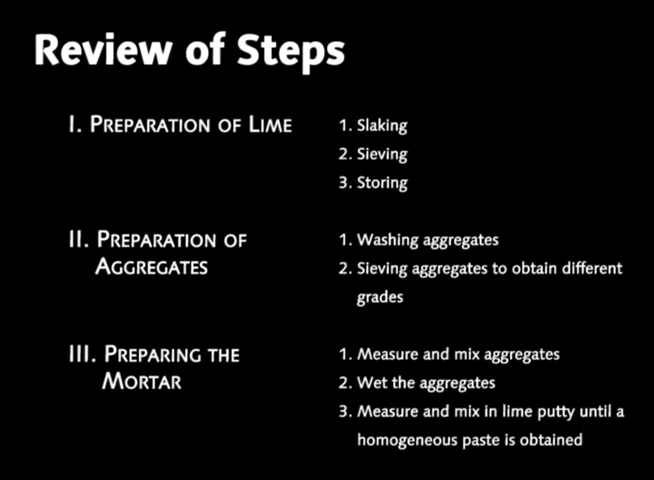 Review of Steps
I. Preparation of Lime
1. Slaking
2. Sieving
3. Storing
II. Preparation of
Aggregates
1. Washing aggregates
2. Sieving aggregates to obtain different
grades
III. Preparing the
Mortar
1. Measure and mix aggregates
2. Wet the aggregates
3. Measure and mix in lime putty until a
homogeneous paste is obtained